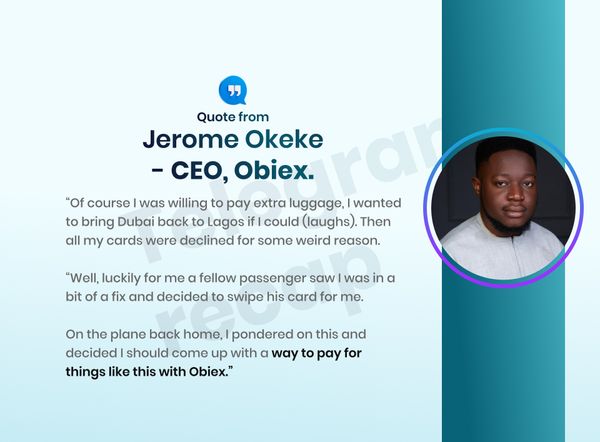 Quote from
Jerome Okeke
- CEO, Obiex.
“Of course I was willing to pay extra luggage, I wanted
to bring Dubai back to Lagos if I could (laughs). Then
all my cards were declined for some weird reason.
“Well, luckily for me a fellow passenger saw I was in a
bit of a fix and decided to swipe his card for me.
On the plane back home, I pondered on this and
decided I should come up with a way to pay for
things like this with Obiex.”
Telegram
recap